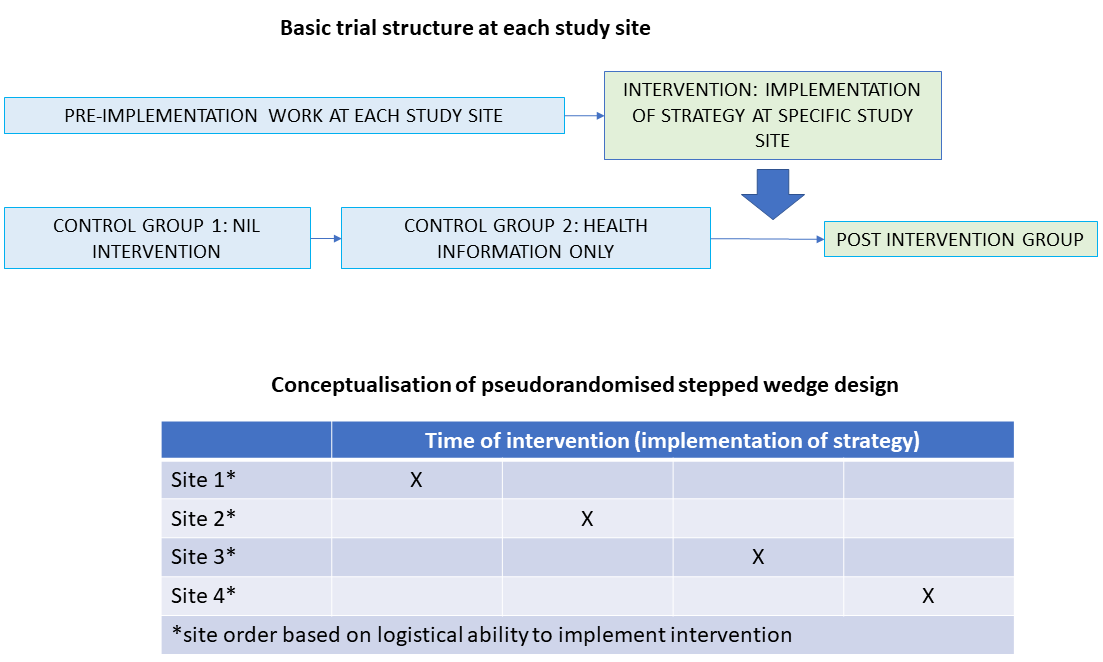 Basic trial structure at each study site
PRE-IMPLEMENTATION WORK AT EACH STUDY SITE
INTERVENTION: IMPLEMENTATION
OF STRATEGY AT SPECIFIC STUDY
SITE
CONTROL GROUP 1: NIL
INTERVENTION
CONTROL GROUP 2: HEALTH
INFORMATION ONLY
POST INTERVENTION GROUP
Conceptualisation of pseudorandomised stepped wedge design
Time of intervention (implementation of strategy)
Site 1* X
Site 2* X
Site 3* X
Site 4* X
*site order based on logistical ability to implement intervention